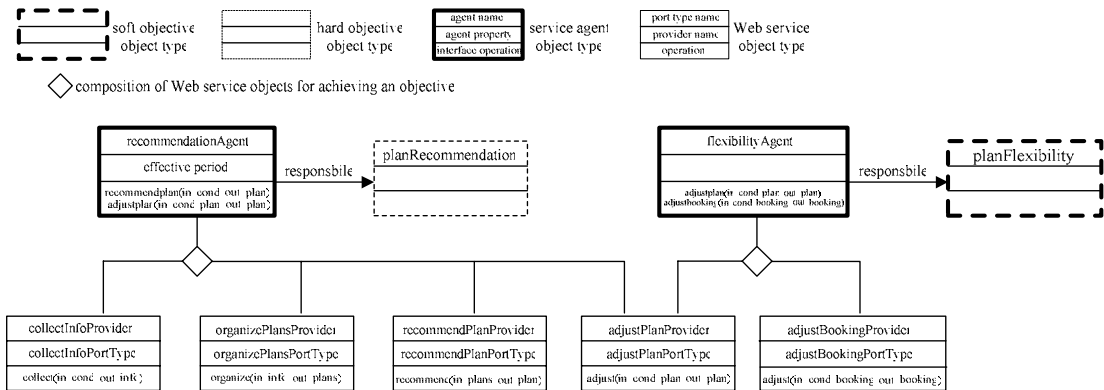 soft objective
object type
hard objective
object type
agent name
agent property
interface operation
service agent
object type
port type name
provider name
operation
Web service
object type
composition of Web service objects for achieving an objective
recommendationAgent
effective period
recommendplan(in cond out plan)
adjustplan(in cond plan out plan)
responsbile
planRecommendation
flexibilityAgent
adjustplan(in cond plan out plan)
adjustbooking(in cond booking out booking)
responsbile
planFlexibility
collectInfoProvider
collectInfoPortType
collect(in cond out info)
organizePlansProvider
organizePlansPortType
organize(in info out plans)
recommendPlanProvider
recommendPlanPortType
recommend(in plans out plan)
adjustPlanProvider
adjustPlanPortType
adjust(in cond plan out plan)
adjustBookingProvider
adjustBookingPortType
adjust(in cond booking out booking)